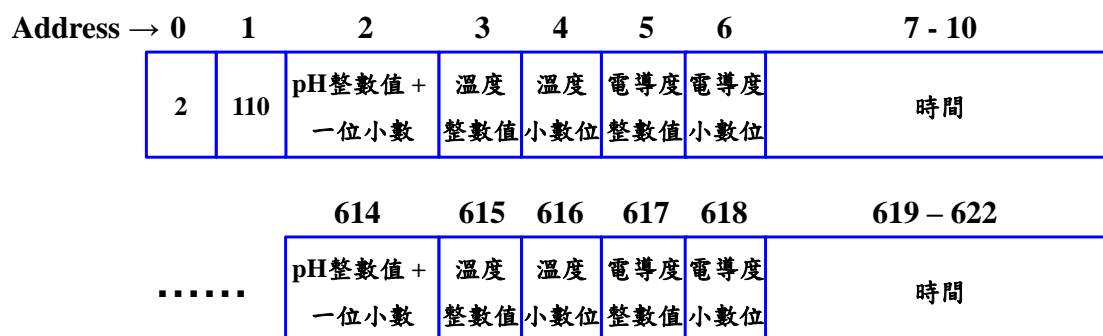 Address → 0 1 2 3 4 5 6 7 - 10
2 110 pH整數值 + 一位小數 溫度 整數值 溫度 小數位 電導度 整數值 電導度 小數位 時間
614 615 616 617 618 619 – 622
...... pH整數值 + 一位小數 溫度 整數值 溫度 小數位 電導度 整數值 電導度 小數位 時間